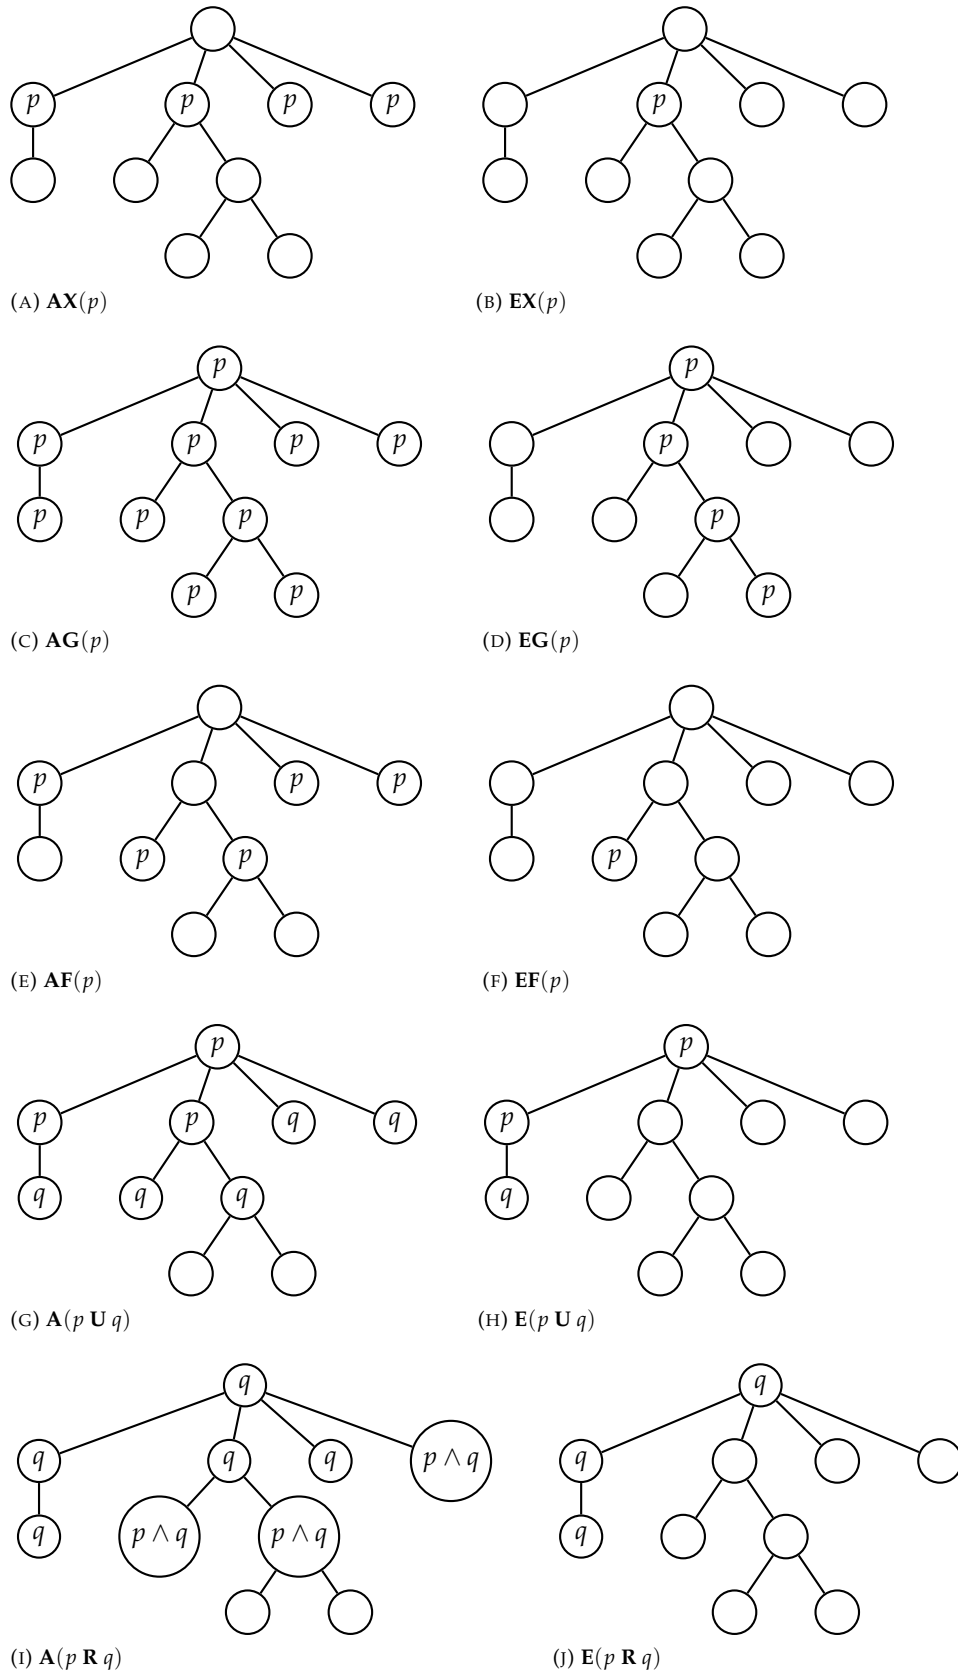 p p p p
p
(A) AX(p)
(B) EX(p)
p
p p p p
p p p
p p
(C) AG(p)
p
p
p
p
(D) EG(p)
p p p
p p
(E) AF(p)
p
(F) EF(p)
p
p p q q
q q q
(G) A(p U q)
p
p
q
(H) E(p U q)
q
q q q p ∧ q
q p ∧ q p ∧ q
(I) A(p R q)
q
q
q
(J) E(p R q)